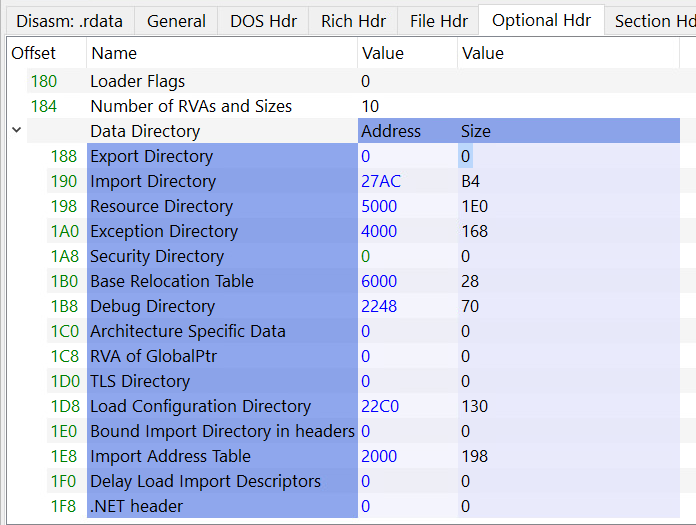 Disasm: .rdata General DOS Hdr Rich Hdr File Hdr Optional Hdr Section Hd
Offset Name Value Value
180 Loader Flags 0
184 Number of RVAs and Sizes 10
Data Directory Address Size
188 Export Directory 0 0
190 Import Directory 27AC B4
198 Resource Directory 5000 1E0
1A0 Exception Directory 4000 168
1A8 Security Directory 0 0
1B0 Base Relocation Table 6000 28
1B8 Debug Directory 2248 70
1C0 Architecture Specific Data 0 0
1C8 RVA of GlobalPtr 0 0
1D0 TLS Directory 0 0
1D8 Load Configuration Directory 22C0 130
1E0 Bound Import Directory in headers 0 0
1E8 Import Address Table 2000 198
1F0 Delay Load Import Descriptors 0 0
1F8 .NET header 0 0